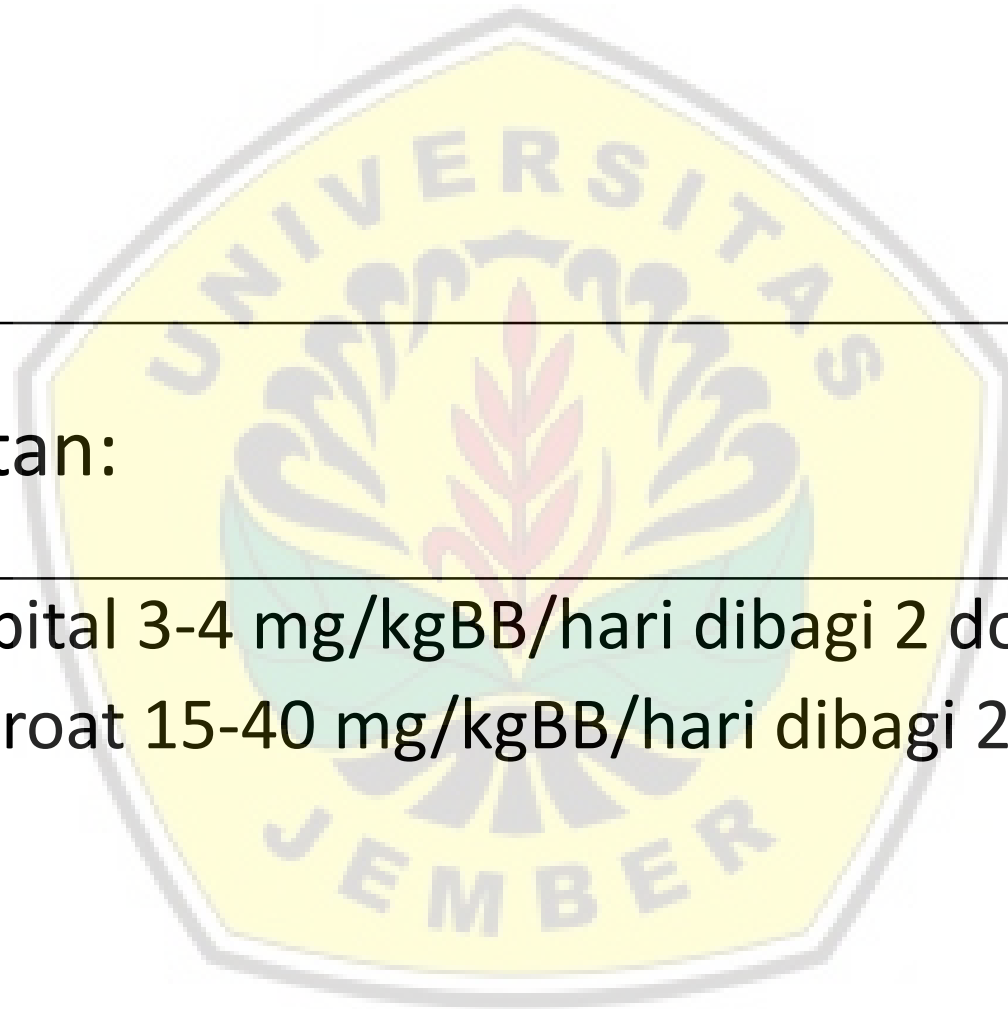 UNIVERSITAS
tan:
bital 3-4 mg/kgBB/hari dibagi 2 do
roat 15-40 mg/kgBB/hari dibagi 2
JEMBER